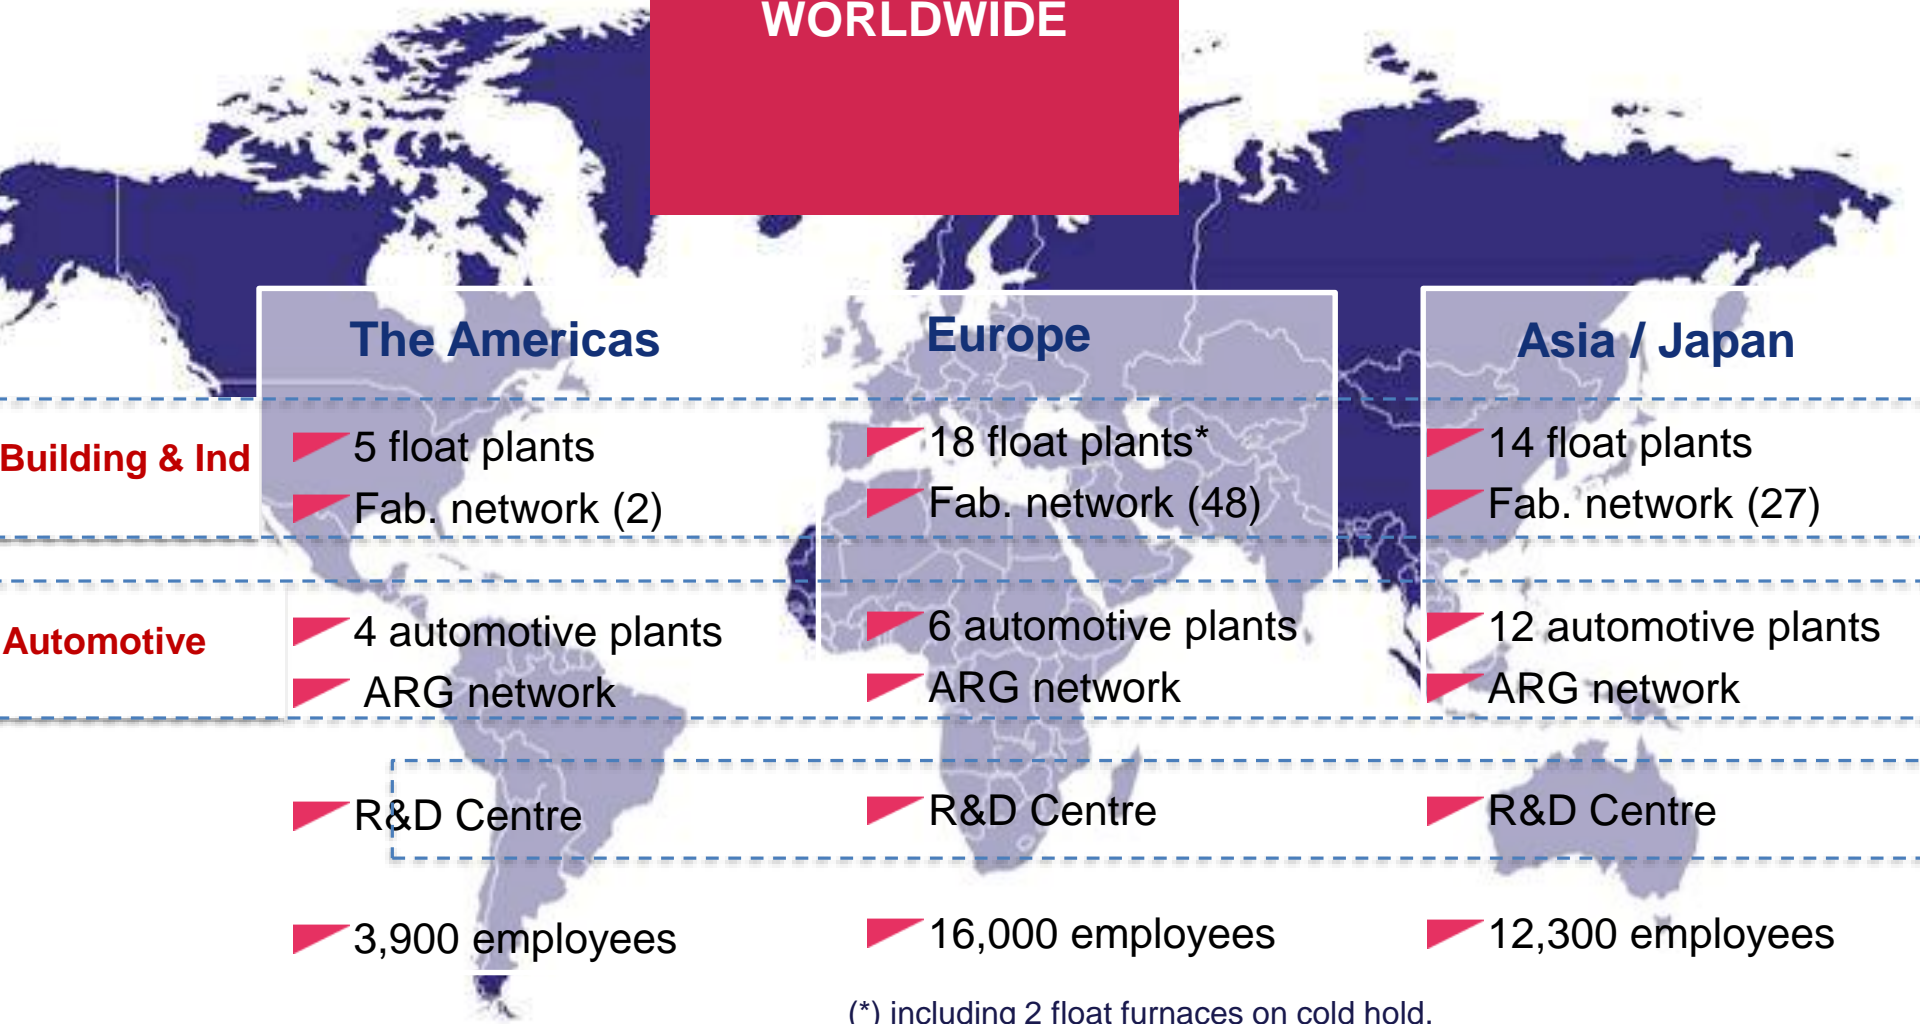 WORLDWIDE
The Americas
Europe
Asia / Japan
Building & Ind
5 float plants
18 float plants*
14 float plants
Fab. network (2)
Fab. network (48)
Fab. network (27)
Automotive
4 automotive plants
6 automotive plants
12 automotive plants
ARG network
ARG network
ARG network
R&D Centre
R&D Centre
R&D Centre
3,900 employees
16,000 employees
12,300 employees
(*) including 2 float furnaces on cold hold.